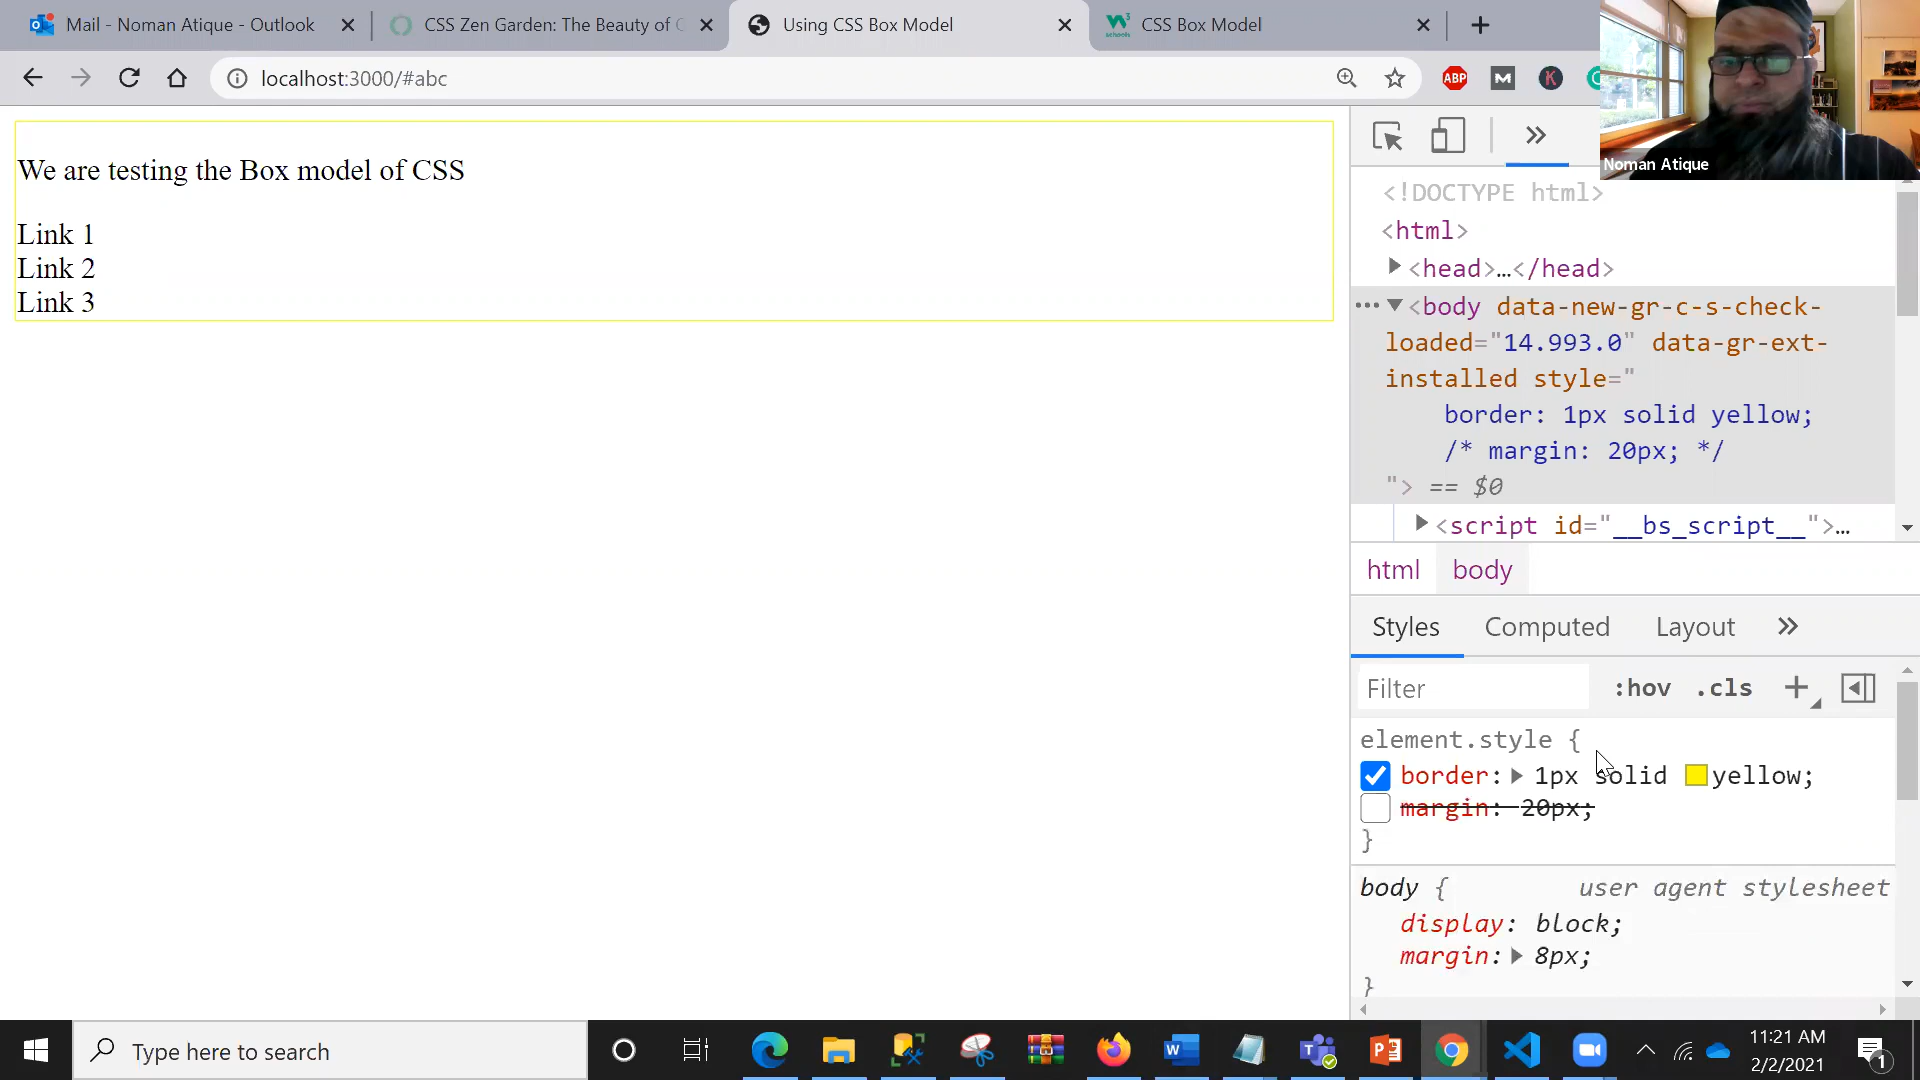 Mail - Noman Atique - Outlook
CSS Zen Garden: The Beauty of C
Using CSS Box Model
CSS Box Model
localhost:3000/#abc
ABP
Noman Atique
We are testing the Box model of CSS
Link 1
Link 2
Link 3
<!DOCTYPE html>
<html>
<head>…</head>
<body data-new-gr-c-s-check-
loaded="14.993.0" data-gr-ext-
installed style="
border: 1px solid yellow;
/* margin: 20px; */
"> == $0
<script id="__bs_script__">…
html body
Styles Computed Layout
Filter :hov .cls
element.style {
border: 1px solid yellow;
margin: 20px;
}
body { user agent stylesheet
display: block;
margin: 8px;
}
Type here to search
11:21 AM
2/2/2021
1